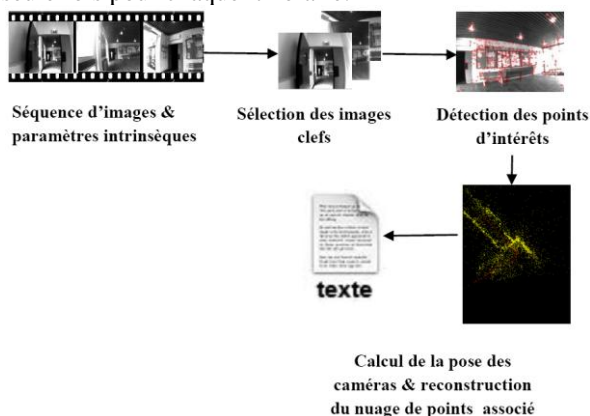 Séquence d'images &
paramètres intrinsèques
Sélection des images
clefs
Détection des points
d'intérêts
texte
Calcul de la pose des
caméras & reconstruction
du nuage de points associé